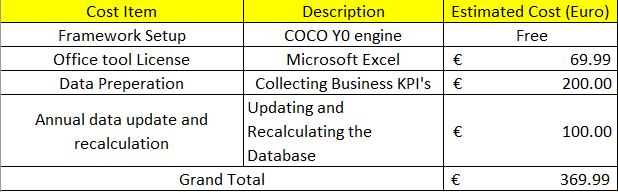 Cost Item Description Estimated Cost (Euro)
Framework Setup COCO Y0 engine Free
Office tool License Microsoft Excel € 69.99
Data Preperation Collecting Business KPI's € 200.00
Annual data update and recalculation Updating and Recalculating the Database € 100.00
Grand Total € 369.99